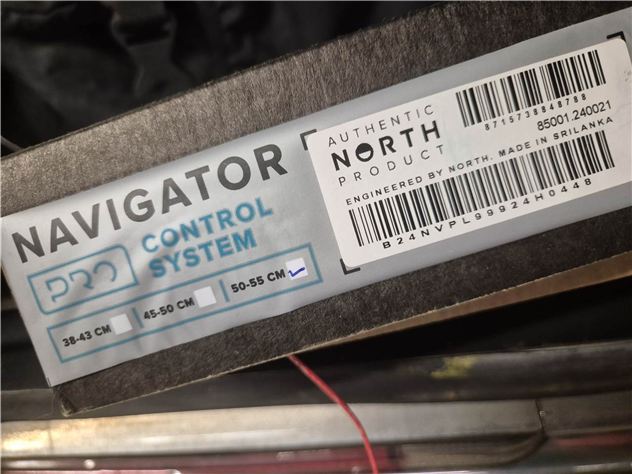 NAVIGATOR
PRO
CONTROL
SYSTEM
38-43 CM
45-50 CM
50-55 CM
AUTHENTIC
NORTH
PRODUCT
8715738848788
85001.240021
ENGINEERED BY NORTH. MADE IN SRILANKA
B24NVPL99924H0448